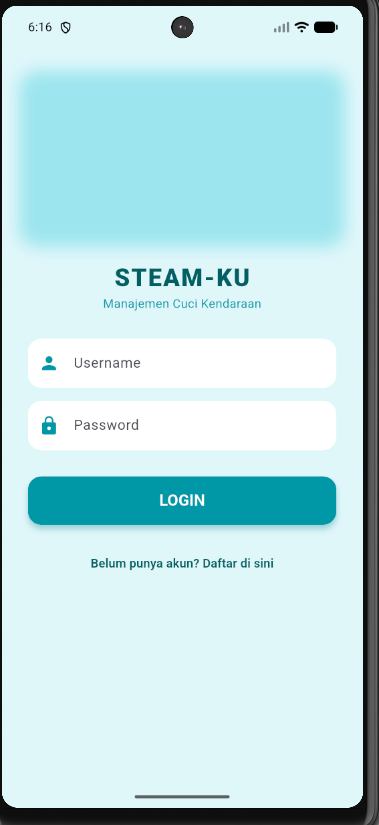 6:16
STEAM-KU
Manajemen Cuci Kendaraan
Username
Password
LOGIN
Belum punya akun? Daftar di sini